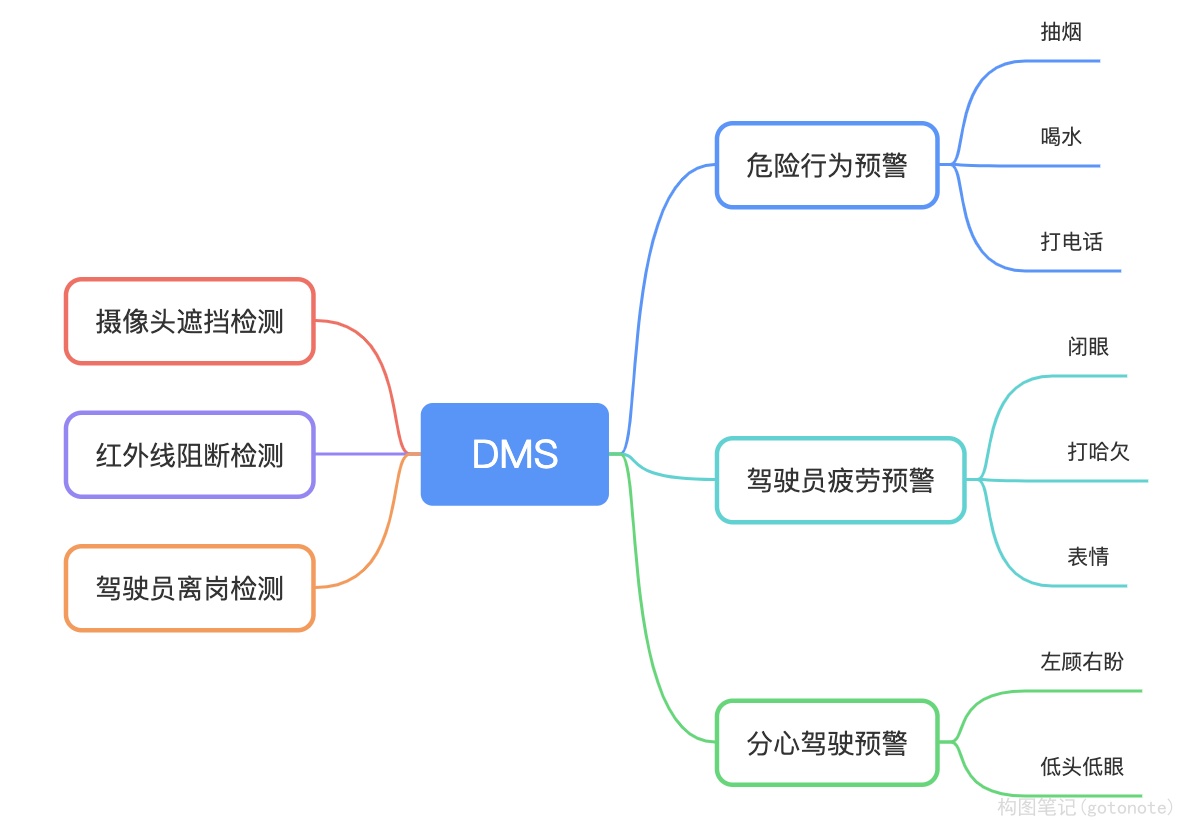 抽烟
喝水
打电话
危险行为预警
闭眼
打哈欠
表情
驾驶员疲劳预警
左顾右盼
低头低眼
分心驾驶预警
DMS
摄像头遮挡检测
红外线阻断检测
驾驶员离岗检测
构图笔记(gotonote)